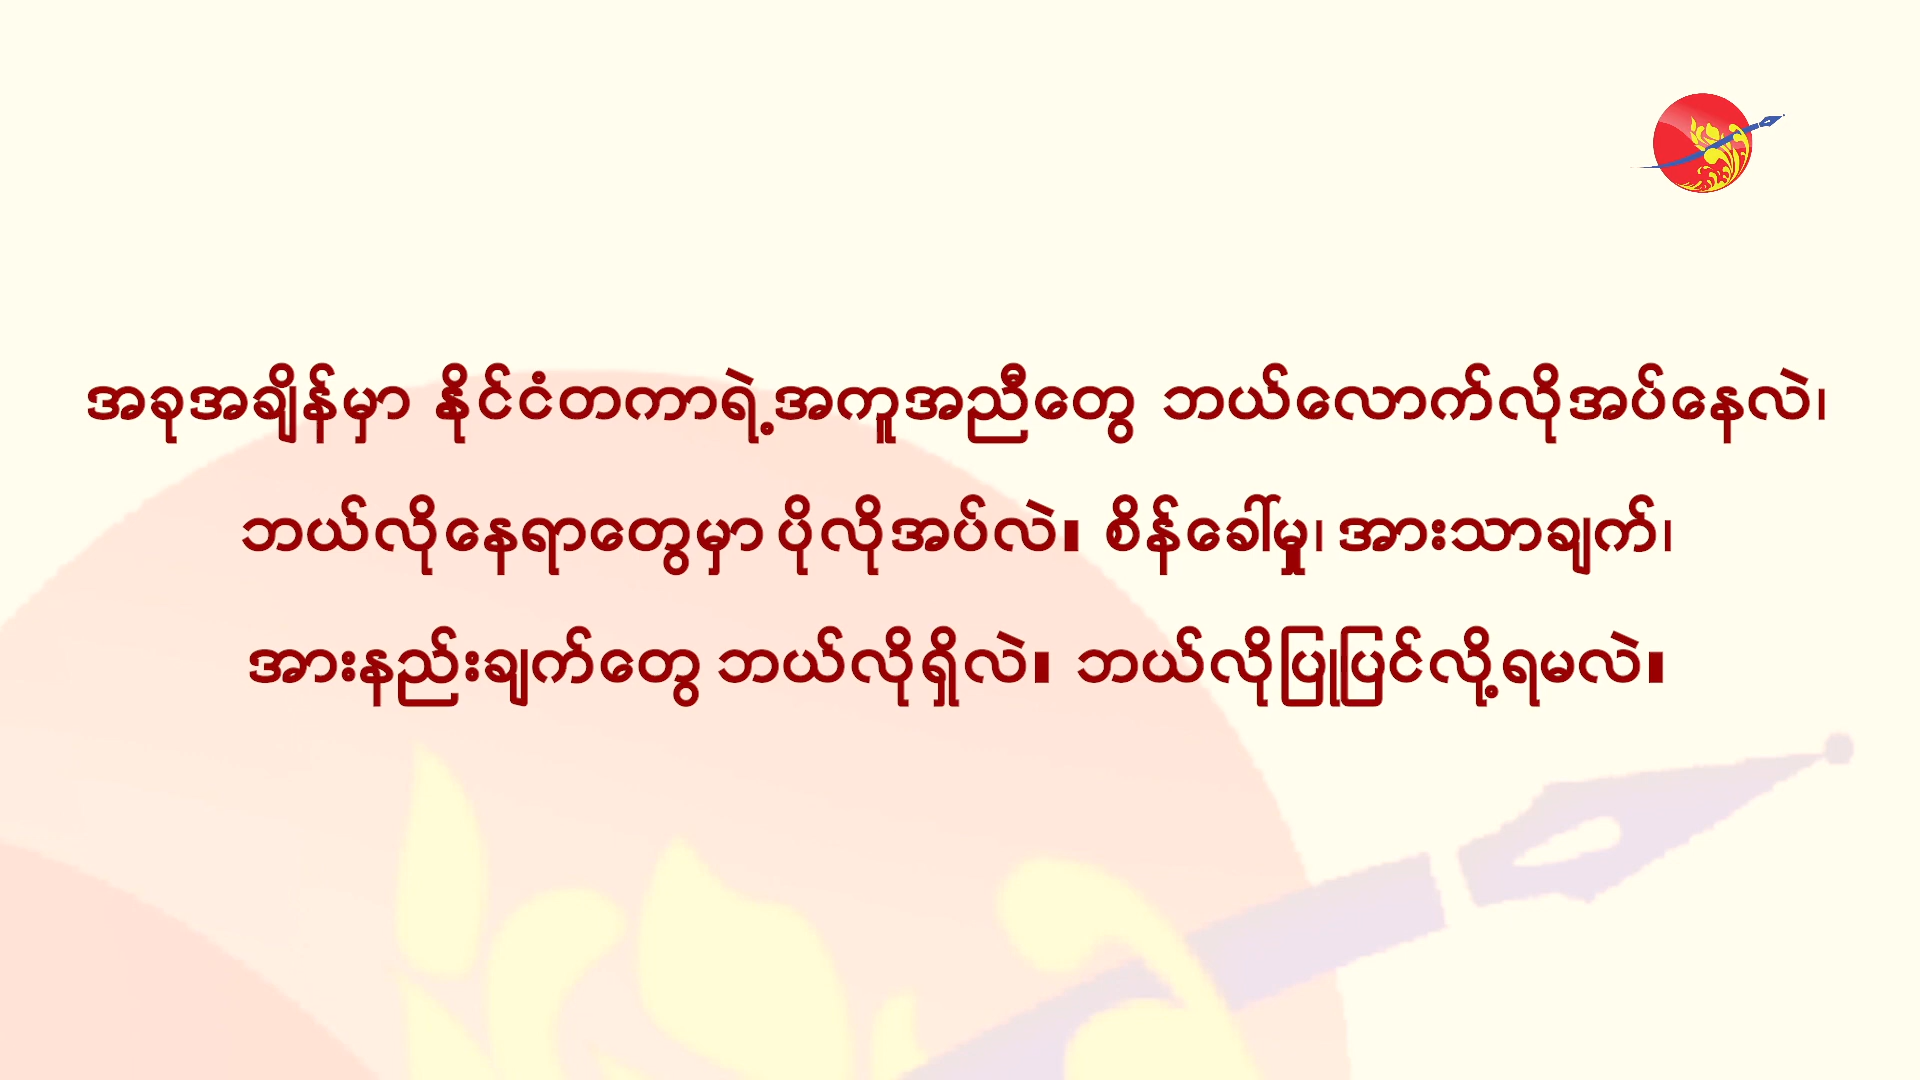 အခုအချိန်မှာ နိုင်ငံတကာရဲ့အကူအညီတွေ ဘယ်လောက်လိုအပ်နေလဲ၊
ဘယ်လိုနေရာတွေမှာ ပိုလိုအပ်လဲ။ စိန်ခေါ်မှု၊ အားသာချက်၊
အားနည်းချက်တွေ ဘယ်လိုရှိလဲ။ ဘယ်လိုပြုပြင်လို့ရမလဲ။